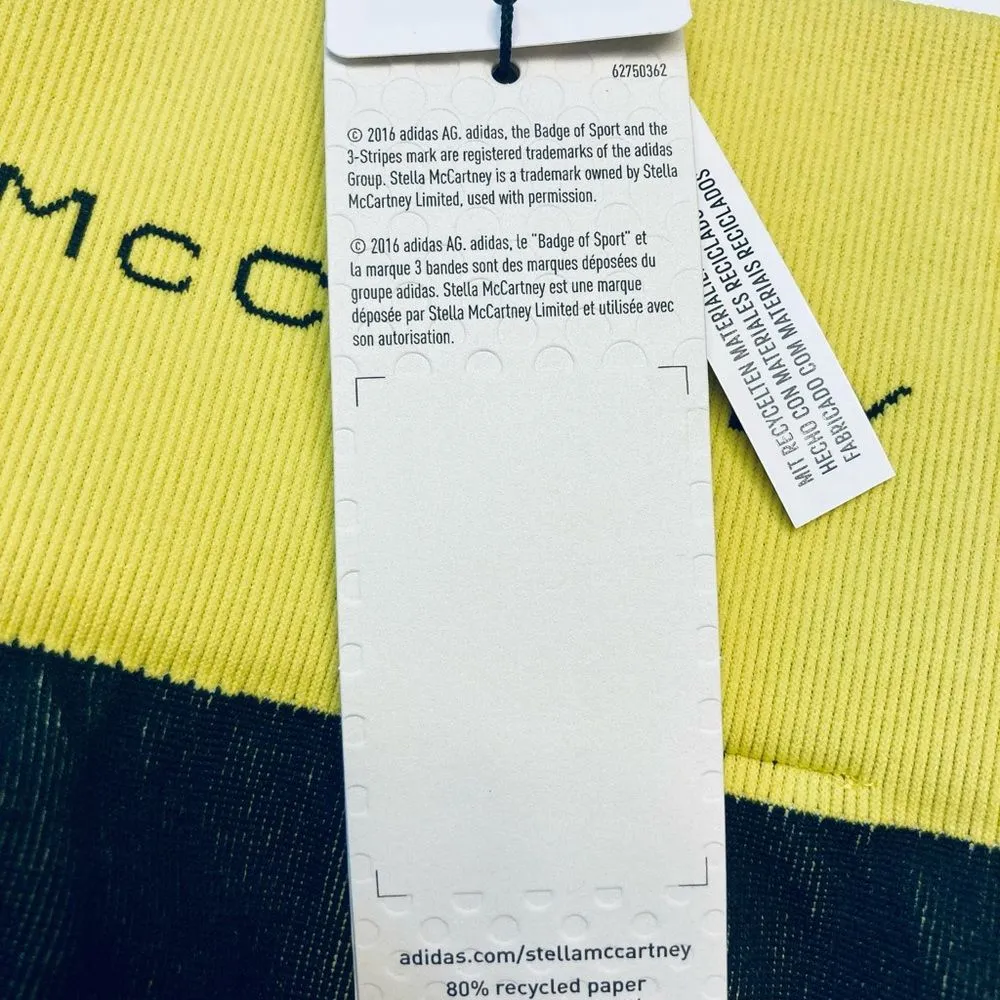 62750362
© 2016 adidas AG. adidas, the Badge of Sport and the
3-Stripes mark are registered trademarks of the adidas
Group. Stella McCartney is a trademark owned by Stella
McCartney Limited, used with permission.
© 2016 adidas AG. adidas, le "Badge of Sport" et
la marque 3 bandes sont des marques déposées du
groupe adidas. Stella McCartney est une marque
déposée par Stella McCartney Limited et utilisée avec
son autorisation.
McC
MIT RECYCELTEN MATERIALIEN
HECHO CON MATERIALES RECICLADOS
FABRICADO COM MATERIAIS RECICLADOS
adidas.com/stellamccartney
80% recycled paper